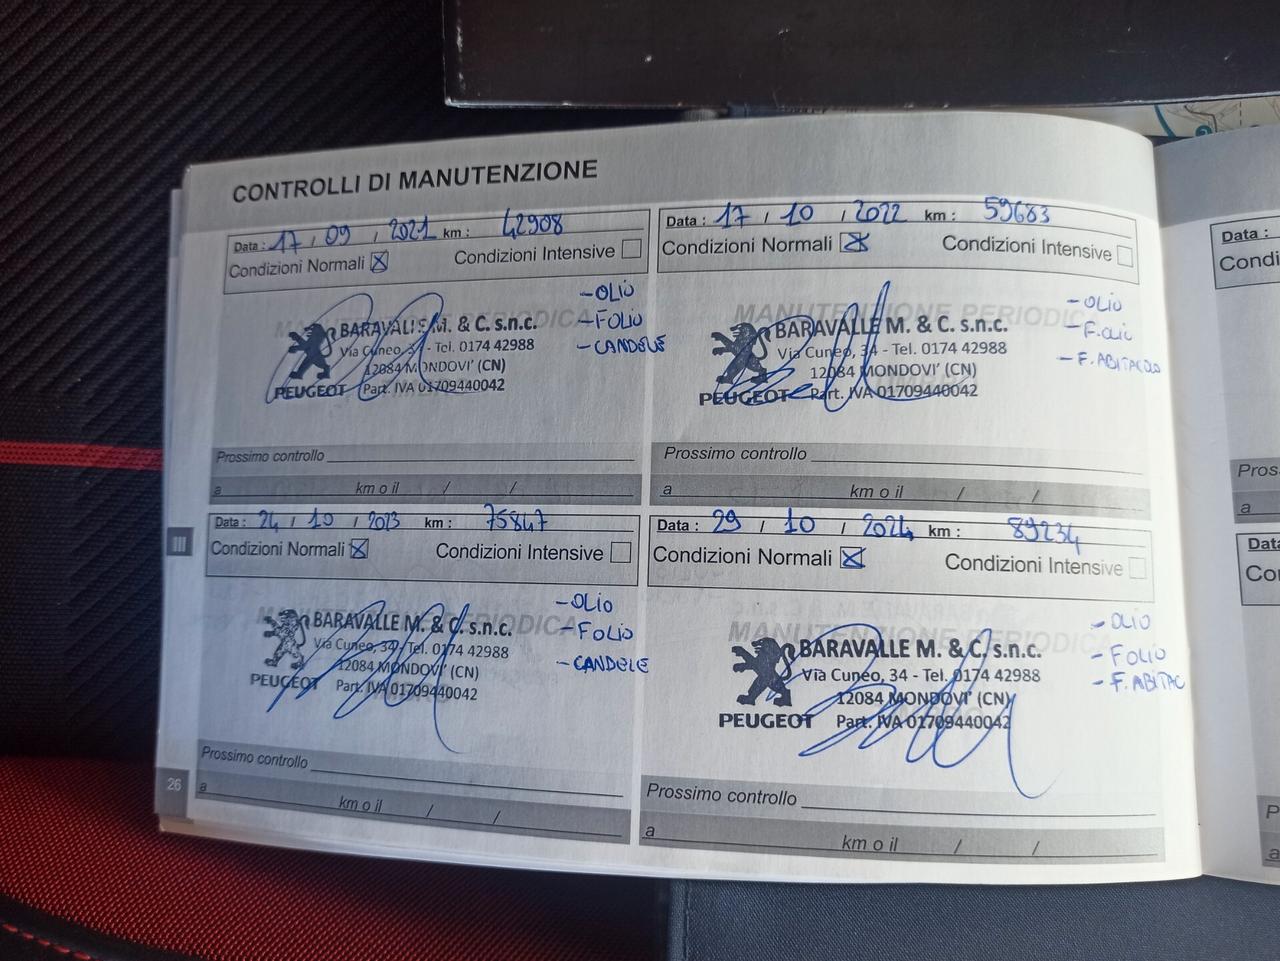 CONTROLLI DI MANUTENZIONE
Data : 17 / 09 / 2021 km : 42908
Condizioni Normali Condizioni Intensive
MANUTENZIONE PERIODICA
- OLIO
- FOLIO
- CANDELE
BARAVALLE M. & C. s.n.c.
Via Cuneo, 34 - Tel. 0174 42988
12084 MONDOVI' (CN)
PEUGEOT Part. IVA 01709440042
Prossimo controllo
a km o il / /
Data : 17 / 10 / 2022 km : 59683
Condizioni Normali Condizioni Intensive
MANUTENZIONE PERIODICA
- OLIO
- F.OLIO
- F. ABITACOLO
BARAVALLE M. & C. s.n.c.
Via Cuneo, 34 - Tel. 0174 42988
12084 MONDOVI' (CN)
PEUGEOT Part. IVA 01709440042
Prossimo controllo
a km o il / /
Data : 24 / 10 / 2023 km : 75847
Condizioni Normali Condizioni Intensive
MANUTENZIONE PERIODICA
- OLIO
- FOLIO
- CANDELE
BARAVALLE M. & C. s.n.c.
Via Cuneo, 34 - Tel. 0174 42988
12084 MONDOVI' (CN)
PEUGEOT Part. IVA 01709440042
Prossimo controllo
a km o il / /
Data : 29 / 10 / 2024 km : 89234
Condizioni Normali Condizioni Intensive
MANUTENZIONE PERIODICA
- OLIO
- FOLIO
- F. ABITAC
BARAVALLE M. & C. s.n.c.
Via Cuneo, 34 - Tel. 0174 42988
12084 MONDOVI' (CN)
PEUGEOT Part. IVA 01709440042
Prossimo controllo
a km o il / /
III
26
Data :
Condi
Pros
a
Data
Co
P
a